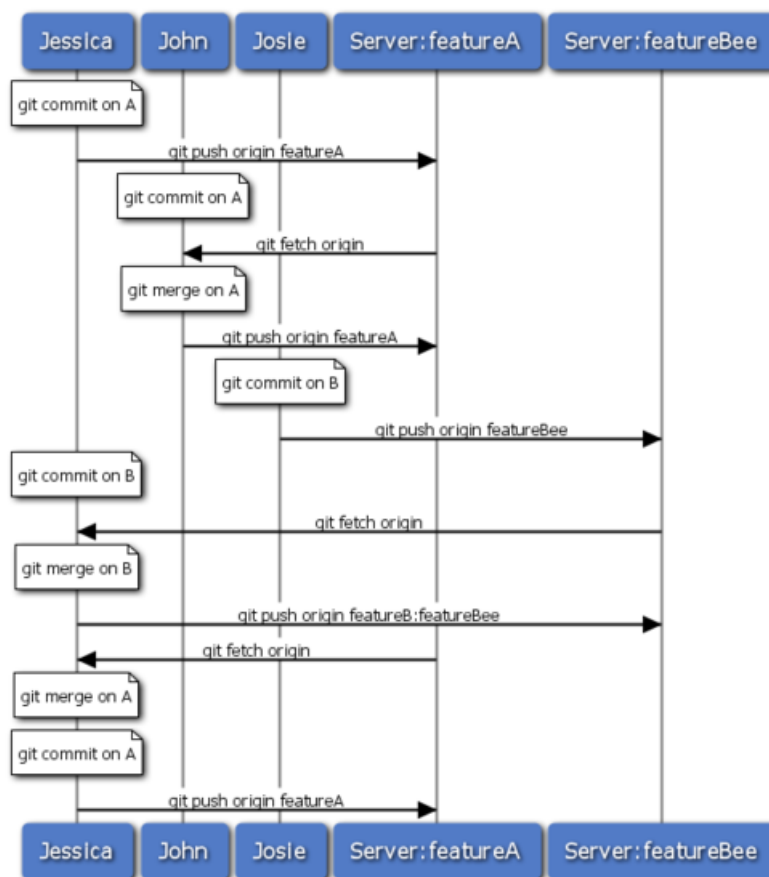 Jessica John Josie Server:featureA Server:featureBee
git commit on A
git push origin featureA
git commit on A
git fetch origin
git merge on A
git push origin featureA
git commit on B
git push origin featureBee
git commit on B
git fetch origin
git merge on B
git push origin featureB:featureBee
git fetch origin
git merge on A
git commit on A
git push origin featureA
Jessica John Josie Server:featureA Server:featureBee